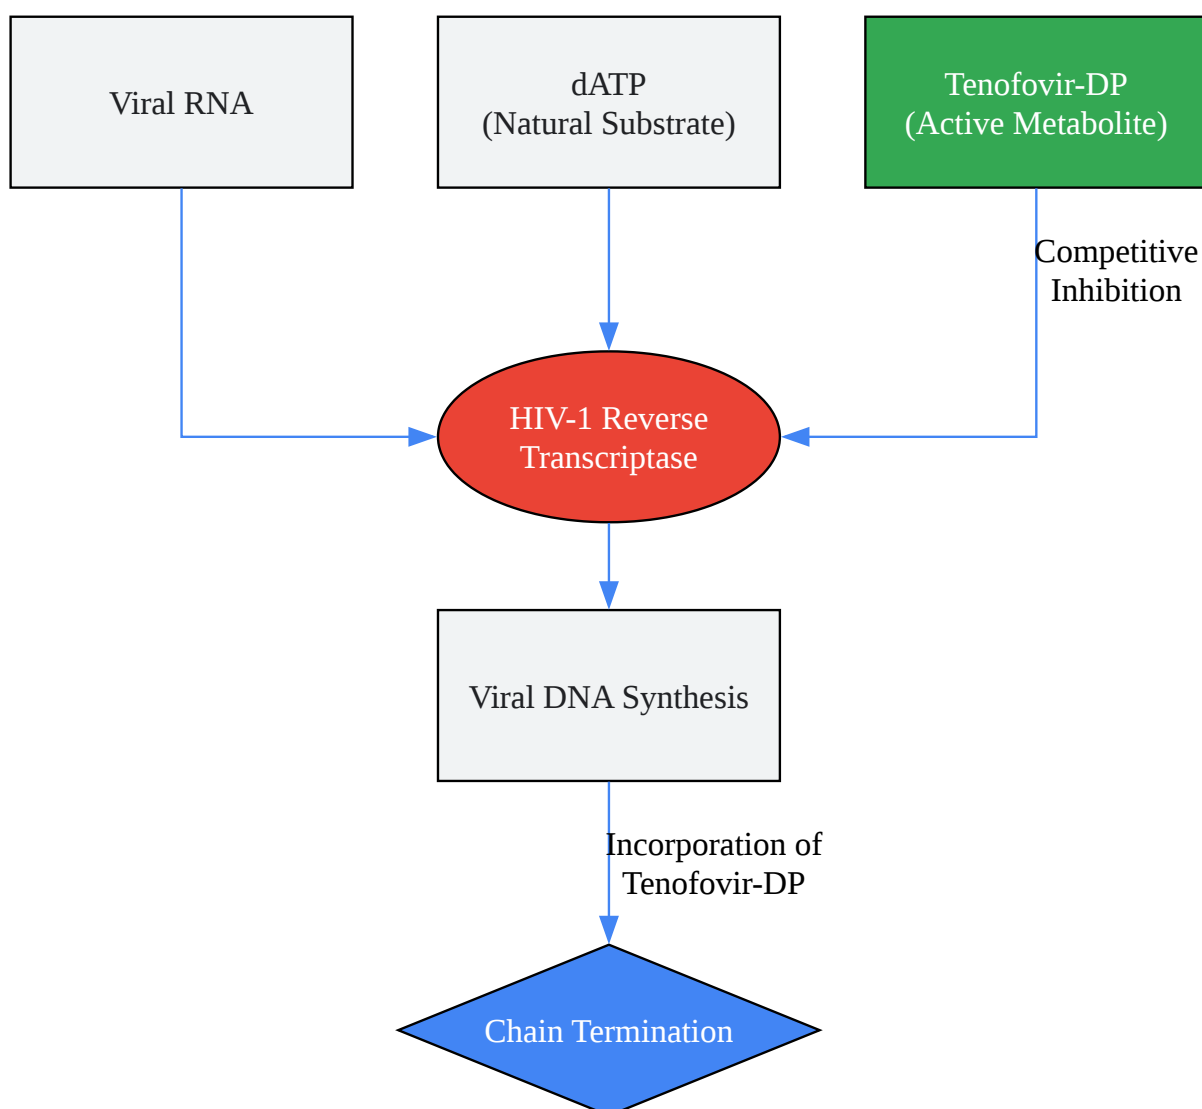 Viral RNA
dATP
(Natural Substrate)
Tenofovir-DP
(Active Metabolite)
Competitive
Inhibition
HIV-1 Reverse
Transcriptase
Viral DNA Synthesis
Incorporation of
Tenofovir-DP
Chain Termination